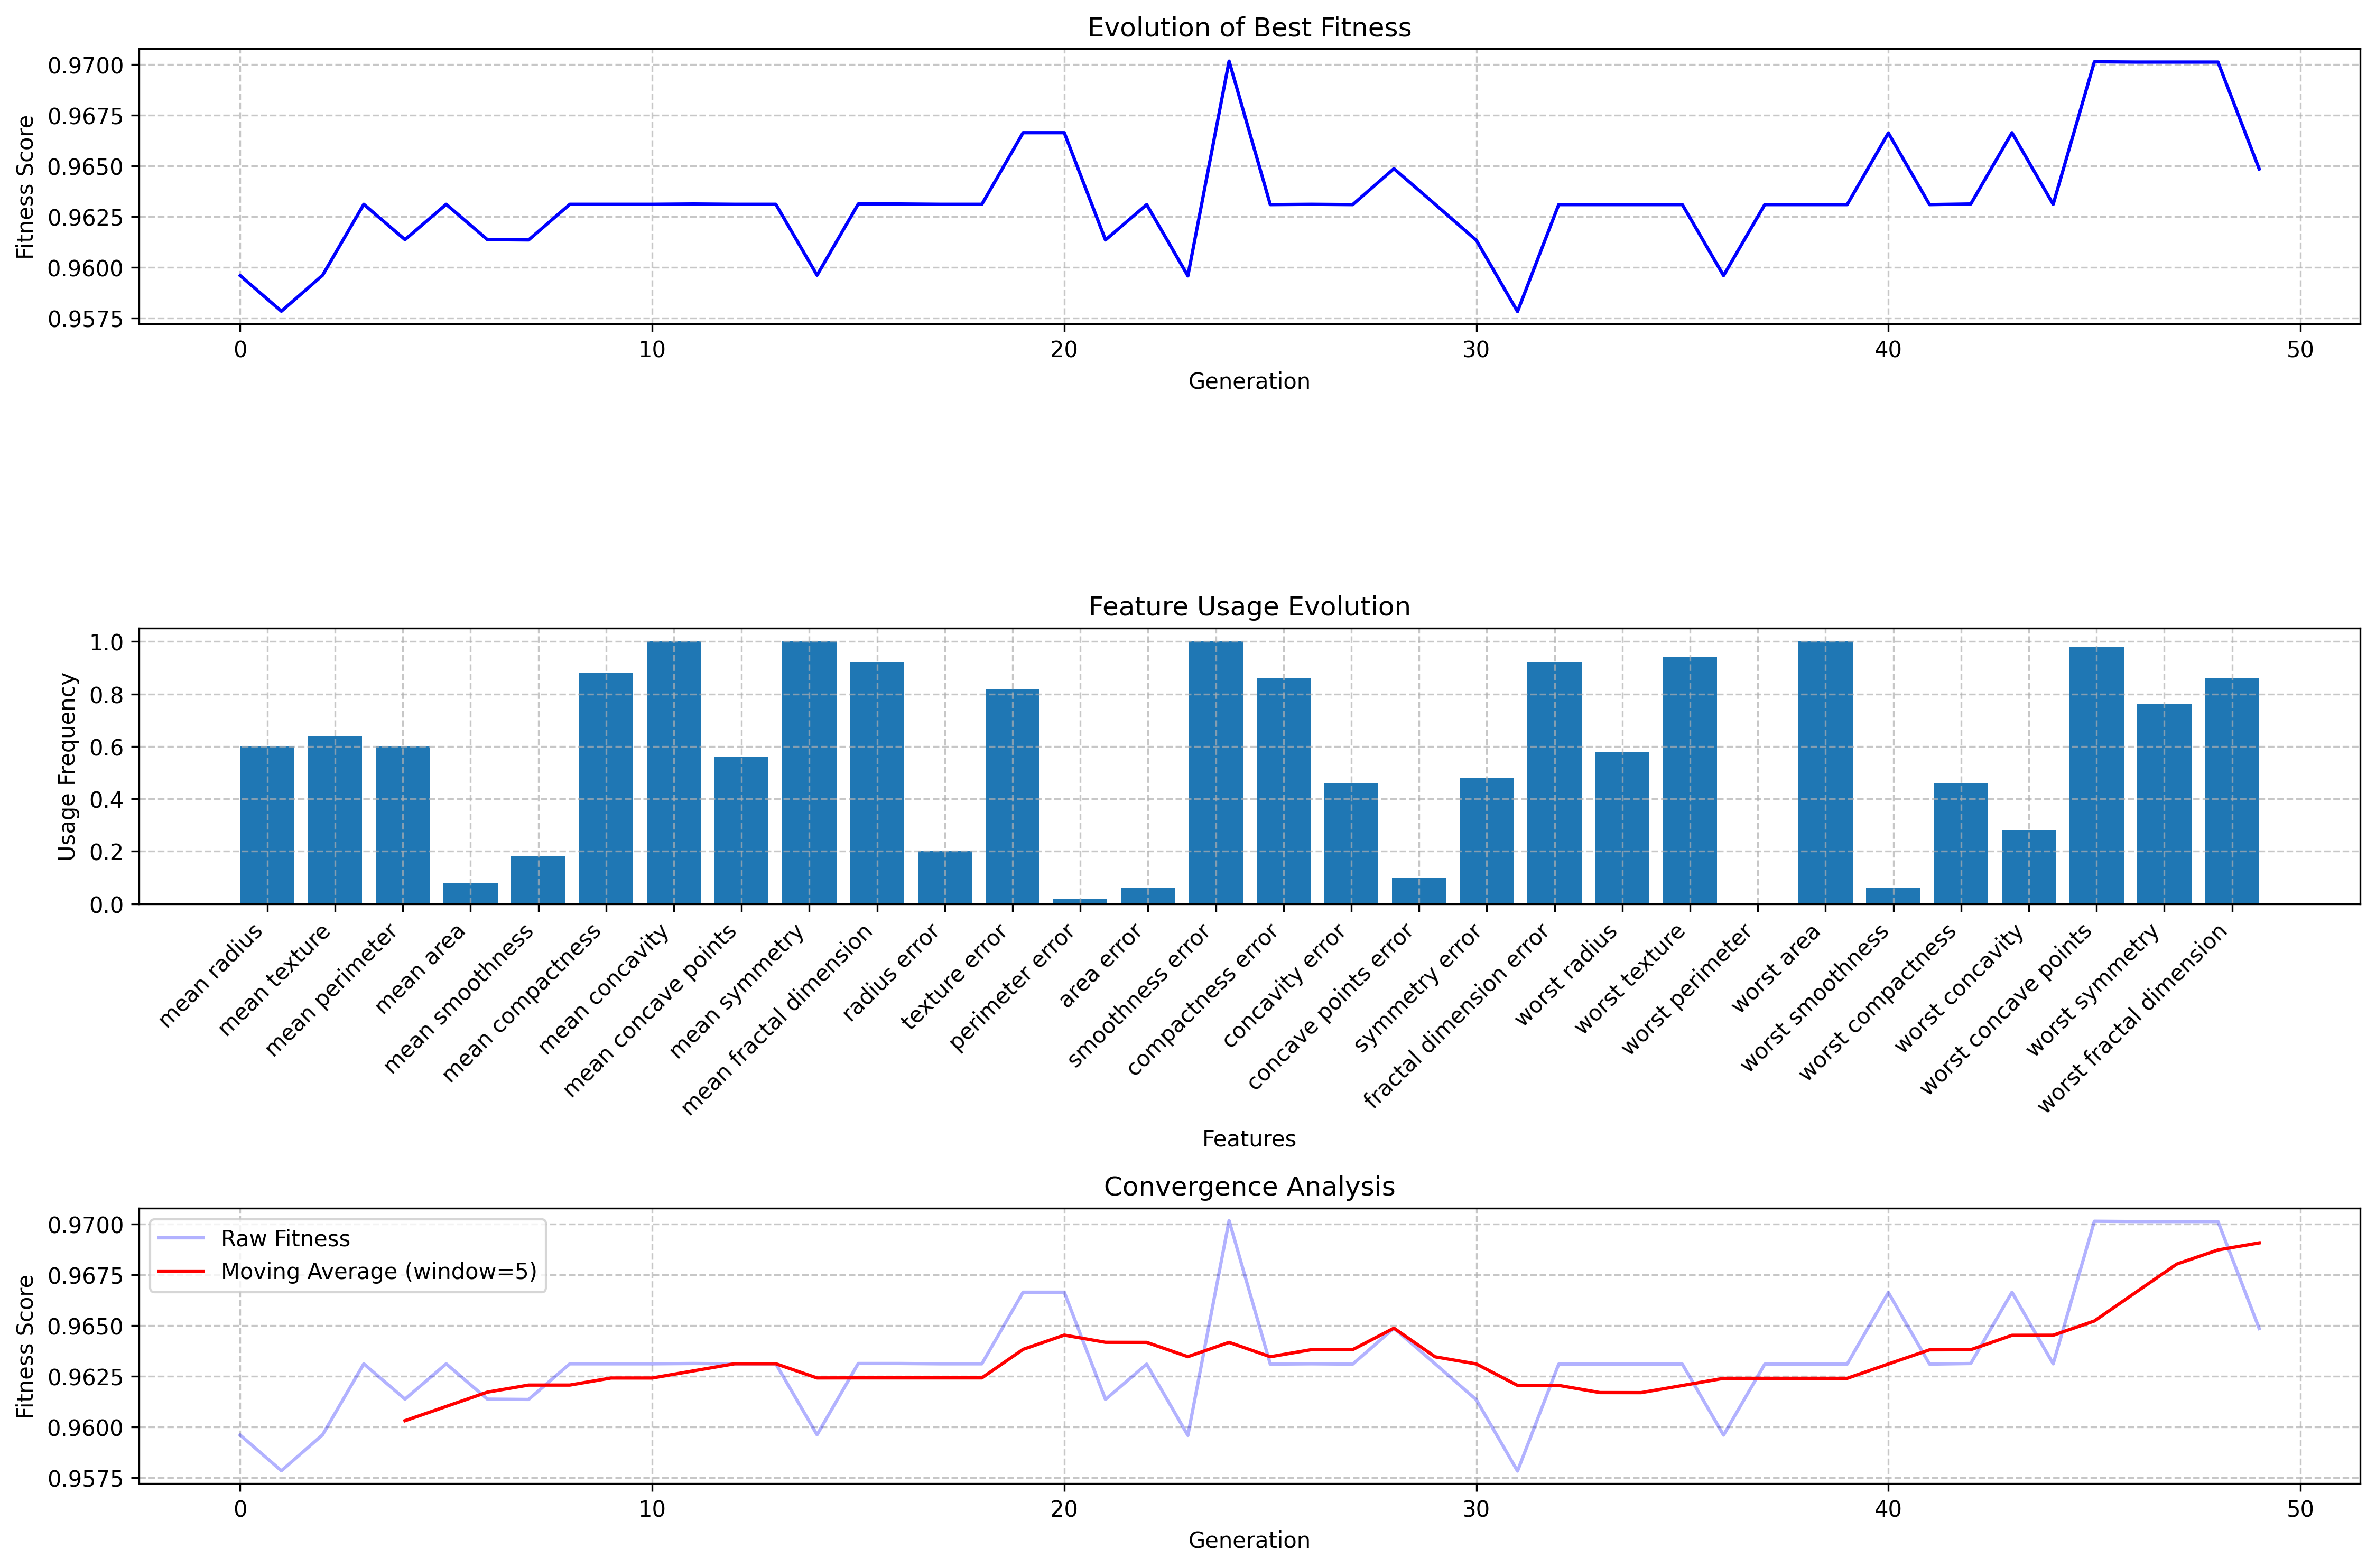 Evolution of Best Fitness
Fitness Score
0.9700
0.9675
0.9650
0.9625
0.9600
0.9575
0 10 20 30 40 50
Generation
Feature Usage Evolution
Usage Frequency
1.0
0.8
0.6
0.4
0.2
0.0
mean radius
mean texture
mean perimeter
mean area
mean smoothness
mean compactness
mean concavity
mean concave points
mean symmetry
mean fractal dimension
radius error
texture error
perimeter error
area error
smoothness error
compactness error
concavity error
concave points error
symmetry error
fractal dimension error
worst radius
worst texture
worst perimeter
worst area
worst smoothness
worst compactness
worst concavity
worst concave points
worst symmetry
worst fractal dimension
Features
Convergence Analysis
Fitness Score
0.9700
0.9675
0.9650
0.9625
0.9600
0.9575
Raw Fitness
Moving Average (window=5)
0 10 20 30 40 50
Generation